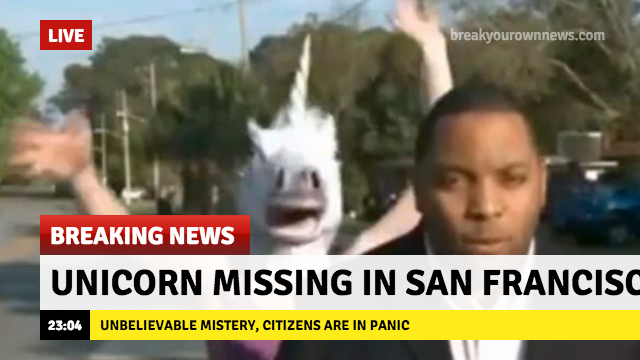 LIVE
breakyourownnews.com
BREAKING NEWS
UNICORN MISSING IN SAN FRANCISC
23:04 UNBELIEVABLE MISTERY, CITIZENS ARE IN PANIC